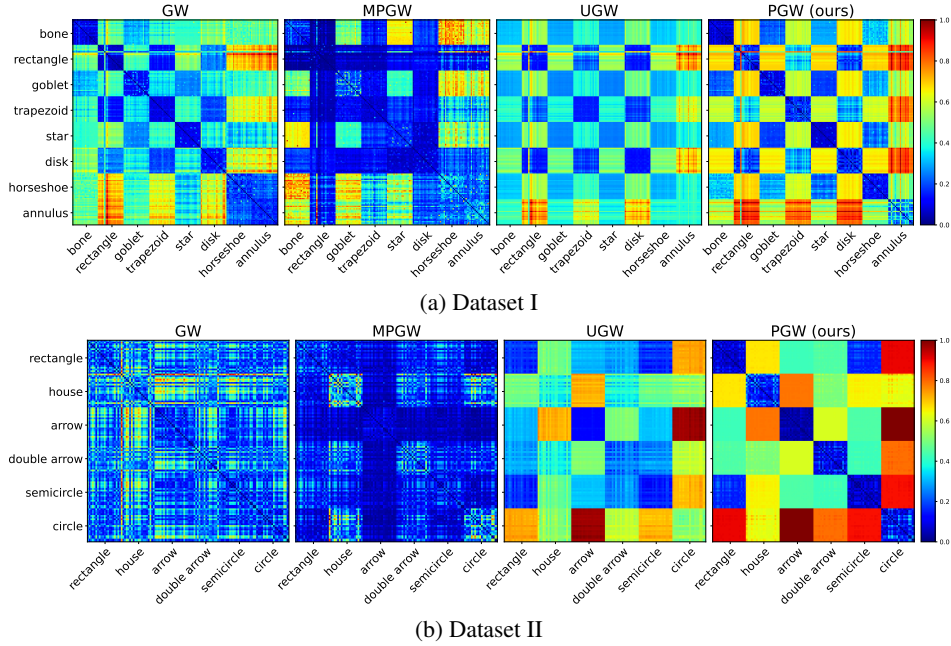 GW MPGW UGW PGW (ours)
bone
rectangle
goblet
trapezoid
star
disk
horseshoe
annulus
1.0
0.8
0.6
0.4
0.2
0.0
bone rectangle goblet trapezoid star disk horseshoe annulus
bone rectangle goblet trapezoid star disk horseshoe annulus
bone rectangle goblet trapezoid star disk horseshoe annulus
bone rectangle goblet trapezoid star disk horseshoe annulus
(a) Dataset I
GW MPGW UGW PGW (ours)
rectangle
house
arrow
double arrow
semicircle
circle
1.0
0.8
0.6
0.4
0.2
0.0
rectangle house arrow double arrow semicircle circle
rectangle house arrow double arrow semicircle circle
rectangle house arrow double arrow semicircle circle
rectangle house arrow double arrow semicircle circle
(b) Dataset II